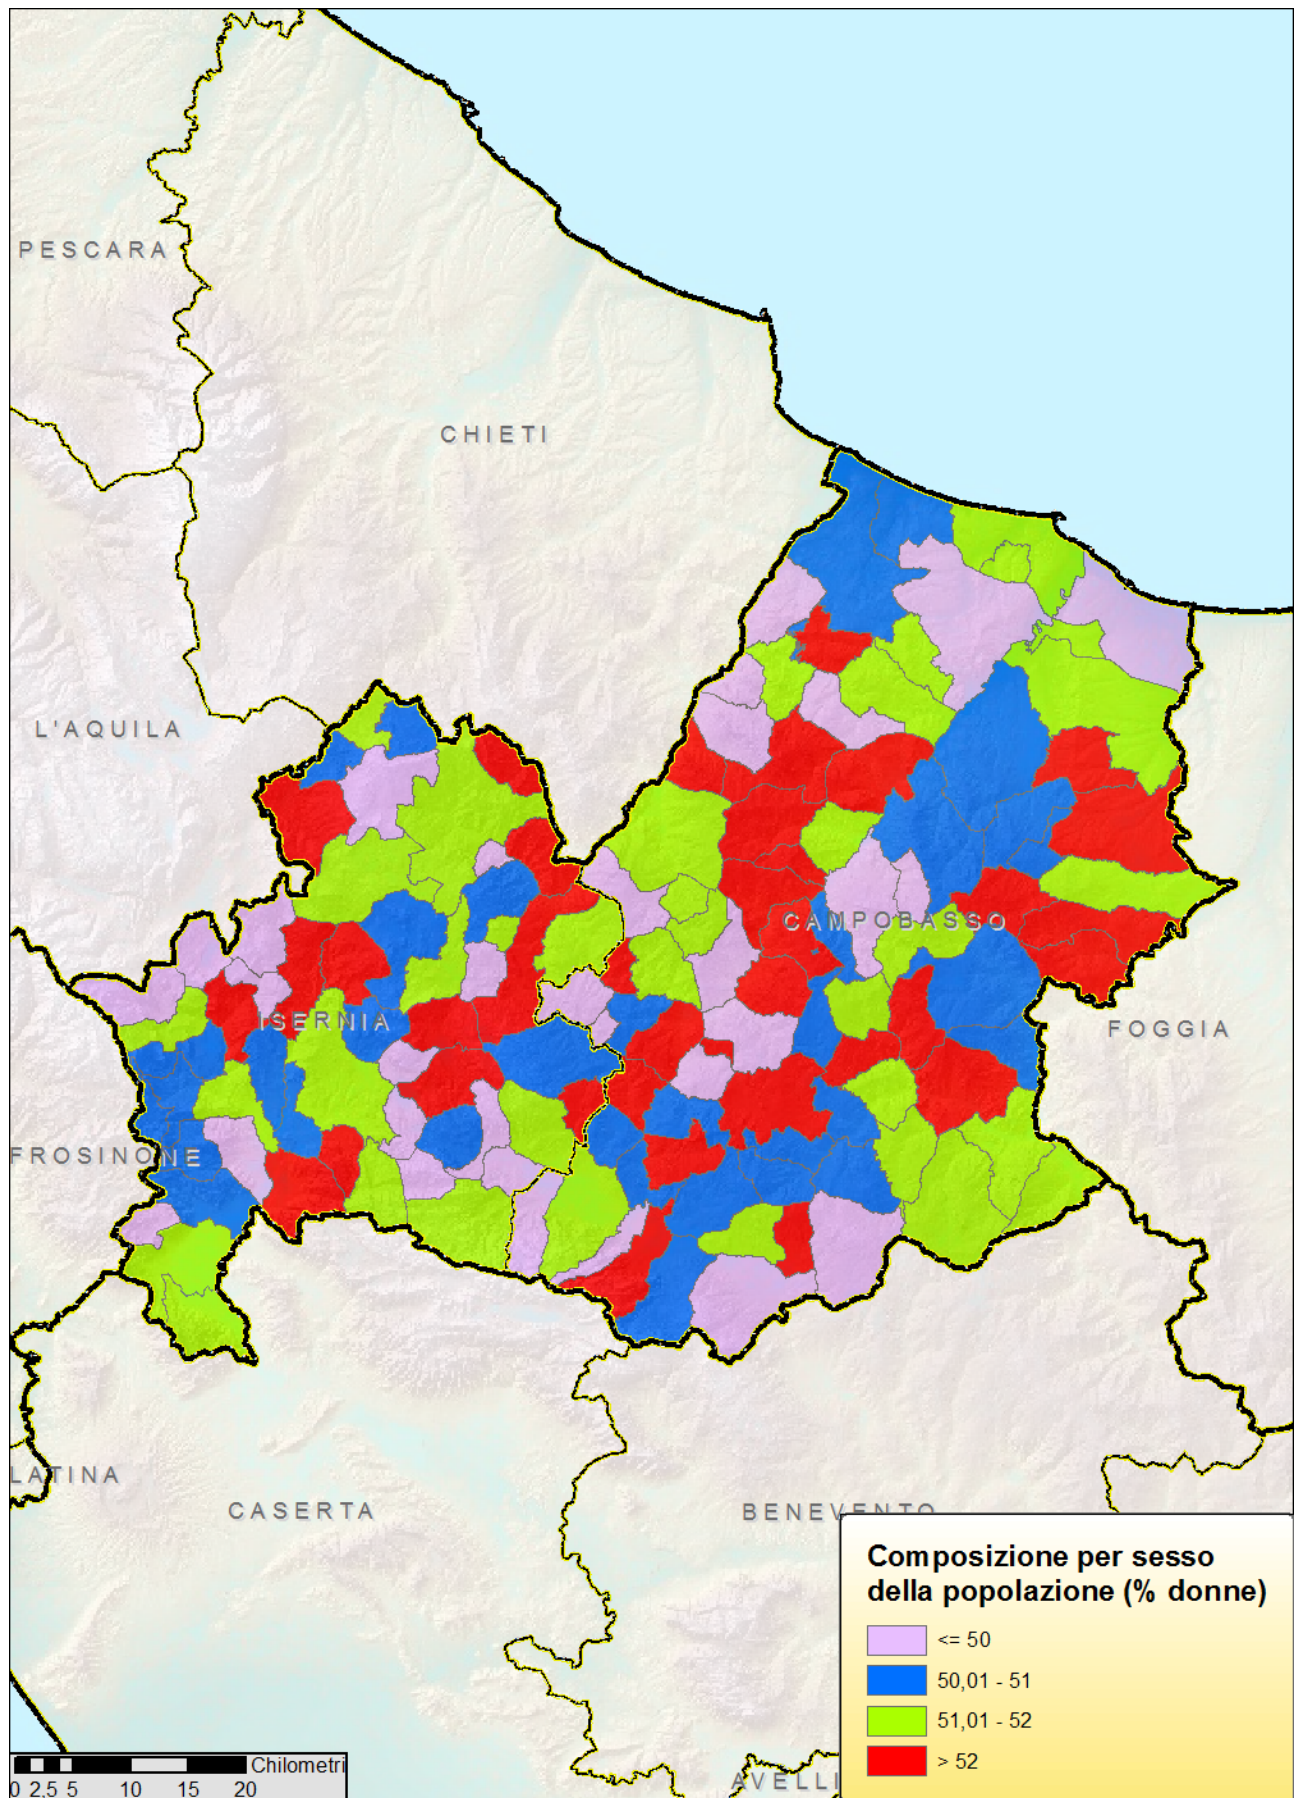 PESCARA
CHIETI
L'AQUILA
CAMPOBASSO
ISERNIA
FOGGIA
FROSINONE
LATINA
CASERTA
BENEVENTO
Composizione per sesso
della popolazione (% donne)
<= 50
50,01 - 51
51,01 - 52
> 52
Chilometri
0 2,5 5 10 15 20
AVELLI